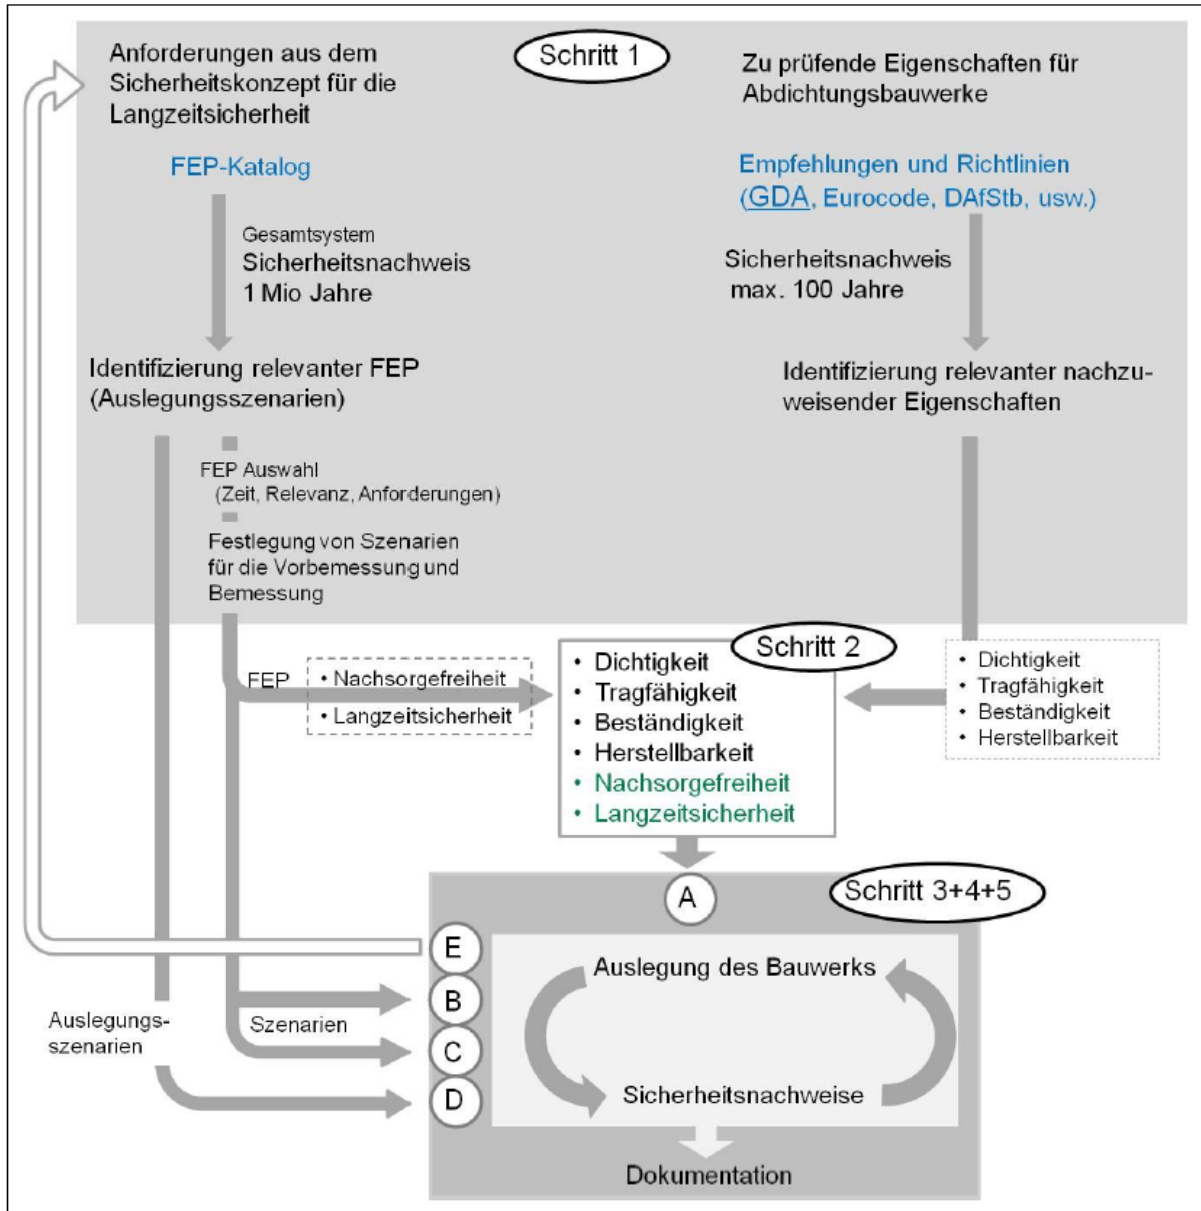 Schritt 1
Anforderungen aus dem
Sicherheitskonzept für die
Langzeitsicherheit
FEP-Katalog
Gesamtsystem
Sicherheitsnachweis
1 Mio Jahre
Identifizierung relevanter FEP
(Auslegungsszenarien)
FEP Auswahl
(Zeit, Relevanz, Anforderungen)
Festlegung von Szenarien
für die Vorbemessung und
Bemessung
Zu prüfende Eigenschaften für
Abdichtungsbauwerke
Empfehlungen und Richtlinien
(GDA, Eurocode, DAfStb, usw.)
Sicherheitsnachweis
max. 100 Jahre
Identifizierung relevanter nachzu-
weisender Eigenschaften
Schritt 2
FEP
• Nachsorgefreiheit
• Langzeitsicherheit
• Dichtigkeit
• Tragfähigkeit
• Beständigkeit
• Herstellbarkeit
• Nachsorgefreiheit
• Langzeitsicherheit
• Dichtigkeit
• Tragfähigkeit
• Beständigkeit
• Herstellbarkeit
Schritt 3+4+5
A
E
B
C
D
Auslegung des Bauwerks
Sicherheitsnachweise
Auslegungs-
szenarien
Szenarien
Dokumentation